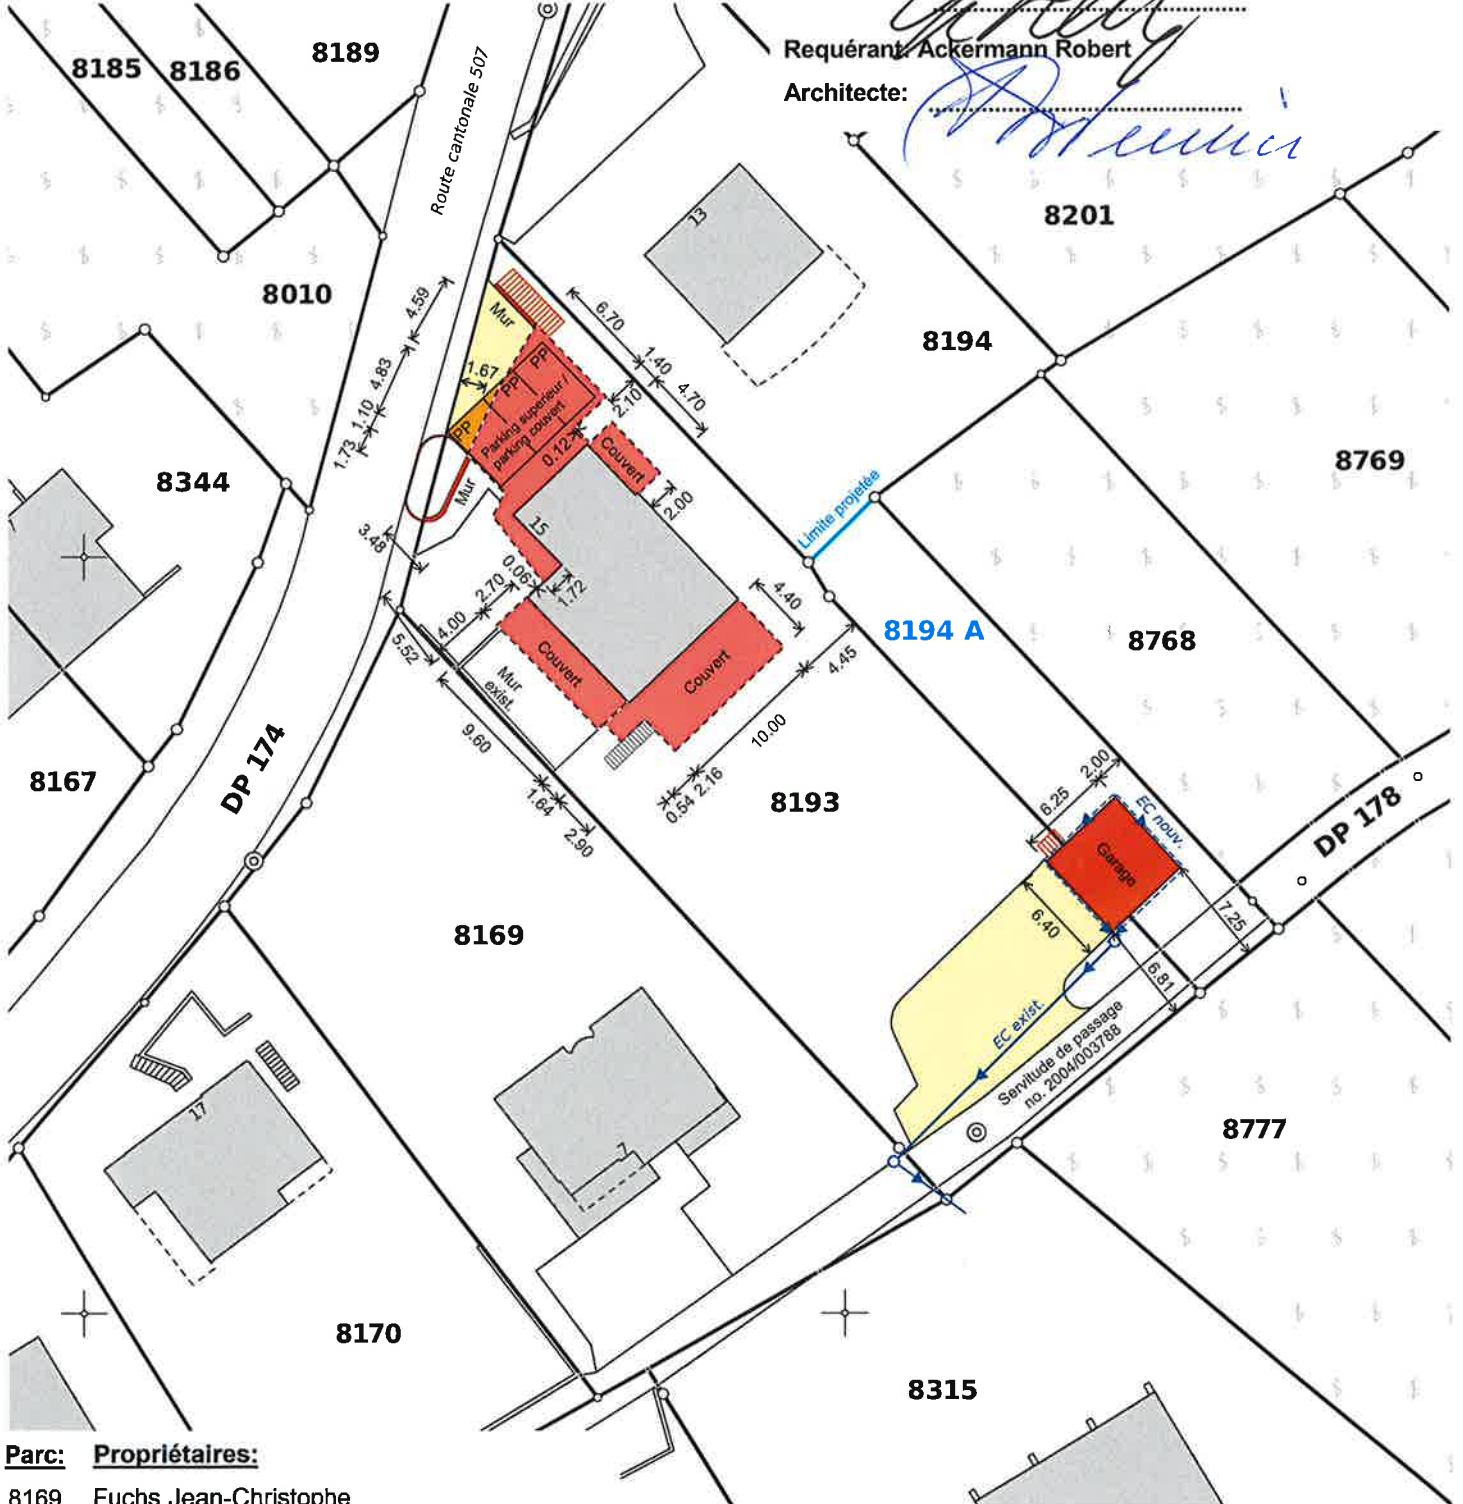 Requérant: Ackermann Robert
Architecte:
8185
8186
8189
Route cantonale 507
8201
8010
8194
8769
8344
13
4.59
4.83
1.10
1.73
Mur
1.67
PP
PP
PP
Parking superieur /
parking couvert
0.12
6.70
1.40
4.70
2.10
Couvert
2.00
Mur
15
3.48
0.06
1.72
2.70
4.00
5.52
Couvert
Mur
exist.
Couvert
4.40
4.45
10.00
2.16
0.54
9.60
1.64
2.90
Limite projetée
8194 A
8768
8167
DP 174
8193
2.00
6.25
EC nouv.
Garage
DP 178
7.25
6.40
6.81
8169
EC exist.
Servitude de passage
no. 2004/003788
8777
17
7
8170
8315
Parc: Propriétaires:
8169 Fuchs Jean-Christophe